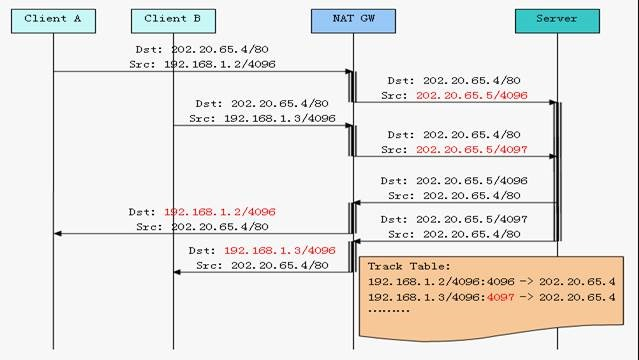 Client A
Client B
NAT GW
Server
Dst: 202.20.65.4/80
Src: 192.168.1.2/4096
Dst: 202.20.65.4/80
Src: 202.20.65.5/4096
Dst: 202.20.65.4/80
Src: 192.168.1.3/4096
Dst: 202.20.65.4/80
Src: 202.20.65.5/4097
Dst: 202.20.65.5/4096
Src: 202.20.65.4/80
Dst: 192.168.1.2/4096
Src: 202.20.65.4/80
Dst: 202.20.65.5/4097
Src: 202.20.65.4/80
Dst: 192.168.1.3/4096
Src: 202.20.65.4/80
Track Table:
192.168.1.2/4096:4096 -> 202.20.65.4
192.168.1.3/4096:4097 -> 202.20.65.4
.........